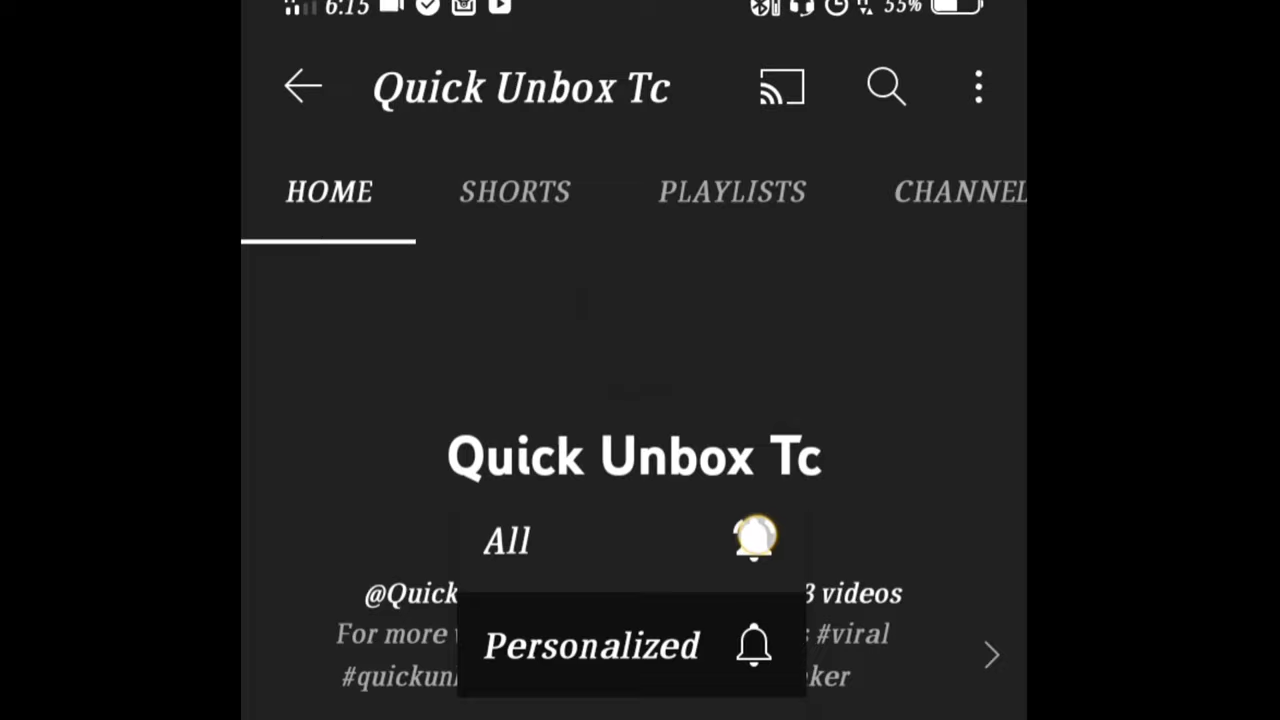 6:15 55%
Quick Unbox Tc
HOME SHORTS PLAYLISTS CHANNEL
Quick Unbox Tc
All
@Quick 3 videos
For more #viral
Personalized
#quickun